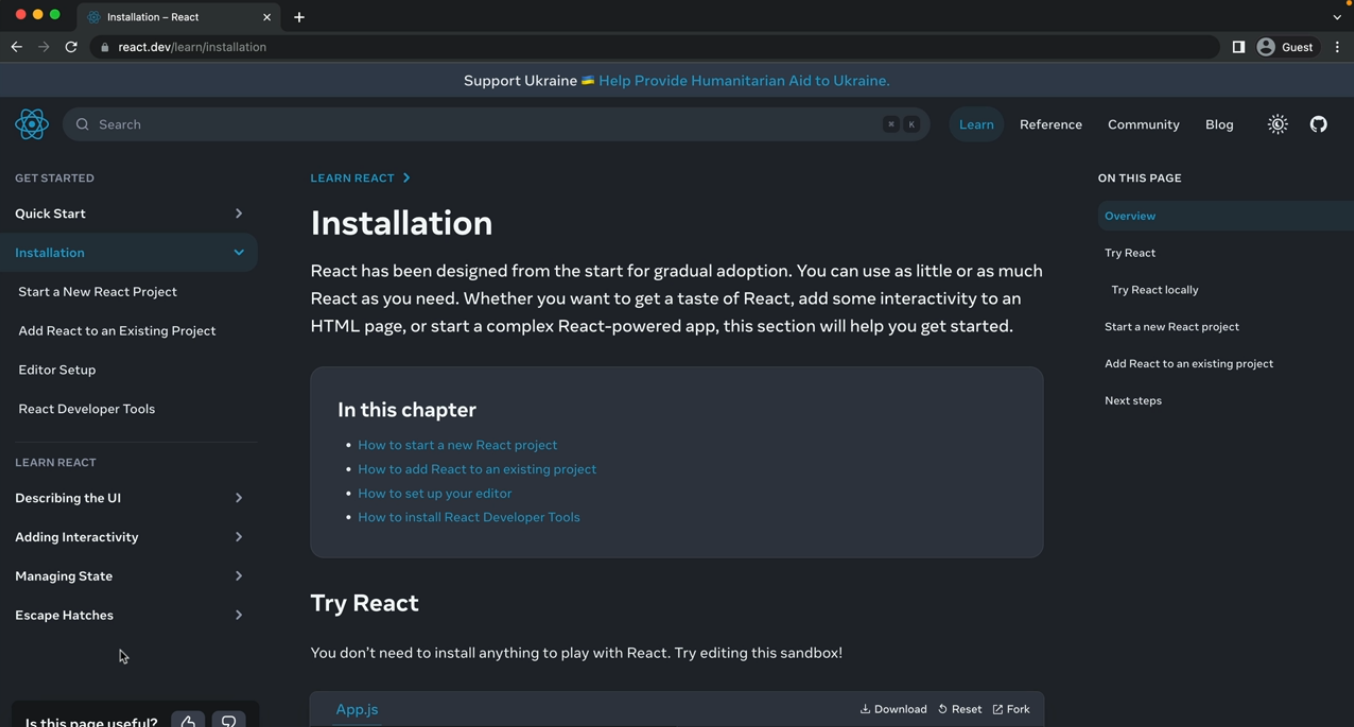 Installation – React
react.dev/learn/installation
Guest
Support Ukraine 🇺🇦 Help Provide Humanitarian Aid to Ukraine.
Search
K
Learn
Reference
Community
Blog
GET STARTED
Quick Start
Installation
Start a New React Project
Add React to an Existing Project
Editor Setup
React Developer Tools
LEARN REACT
Describing the UI
Adding Interactivity
Managing State
Escape Hatches
Is this page useful?
LEARN REACT
Installation
React has been designed from the start for gradual adoption. You can use as little or as much
React as you need. Whether you want to get a taste of React, add some interactivity to an
HTML page, or start a complex React-powered app, this section will help you get started.
In this chapter
• How to start a new React project
• How to add React to an existing project
• How to set up your editor
• How to install React Developer Tools
Try React
You don't need to install anything to play with React. Try editing this sandbox!
App.js
Download
Reset
Fork
ON THIS PAGE
Overview
Try React
Try React locally
Start a new React project
Add React to an existing project
Next steps